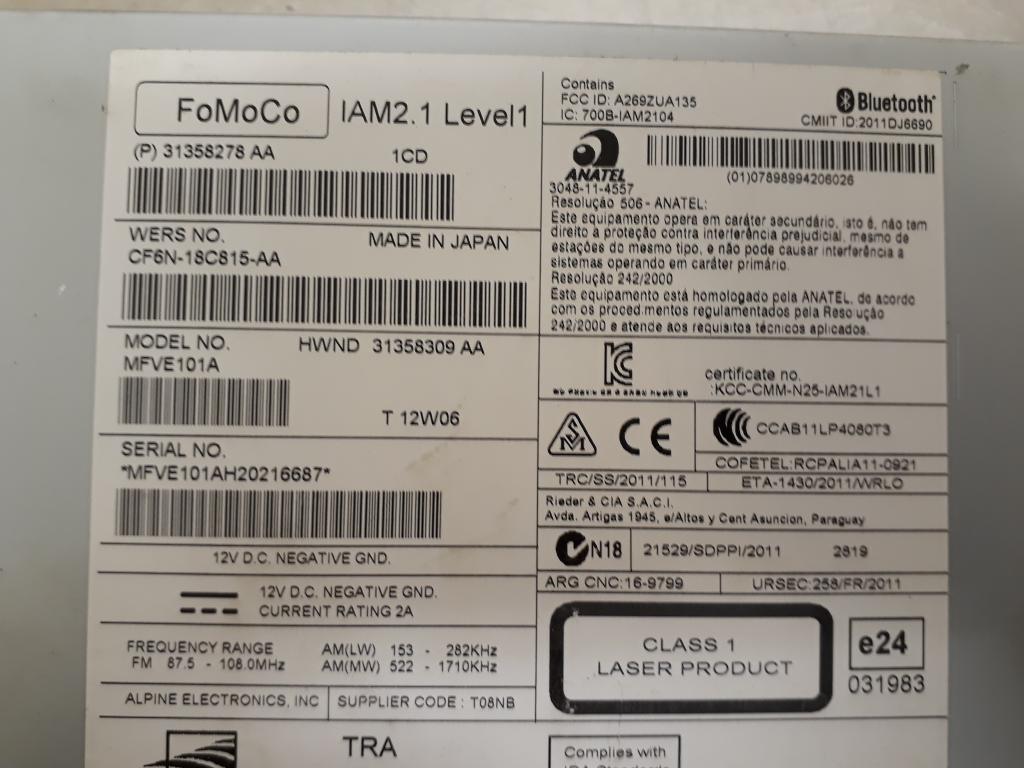 FoMoCo IAM2.1 Level1
(P) 31358278 AA 1CD
WERS NO. MADE IN JAPAN
CF6N-18C815-AA
MODEL NO. HWND 31358309 AA
MFVE101A
T 12W06
SERIAL NO.
*MFVE101AH20216687*
12V D.C. NEGATIVE GND.
12V D.C. NEGATIVE GND.
CURRENT RATING 2A
FREQUENCY RANGE AM(LW) 153 - 282KHz
FM 87.5 - 108.0MHz AM(MW) 522 - 1710KHz
ALPINE ELECTRONICS, INC SUPPLIER CODE : T08NB
TRA
Contains
FCC ID: A269ZUA135
IC: 700B-IAM2104
Bluetooth
CMIIT ID:2011DJ6690
ANATEL
3048-11-4557
(01)07898994206026
Resolução 506 - ANATEL:
Este equipamento opera em caráter secundário, isto é, não tem
direito a proteção contra interferência prejudicial, mesmo de
estações do mesmo tipo, e não pode causar interferência a
sistemas operando em caráter primário.
Resolução 242/2000
Este equipamento está homologado pela ANATEL, de acordo
com os procedimentos regulamentados pela Resolução
242/2000 e atende aos requisitos técnicos aplicados.
certificate no.
:KCC-CMM-N25-IAM21L1
CE
CCAB11LP4080T3
COFETEL:RCPALIA11-0921
TRC/SS/2011/115 ETA-1430/2011/WRLO
Rieder & CIA S.A.C.I.
Avda. Artigas 1945, e/Altos y Cent Asuncion, Paraguay
N18 21529/SDPPI/2011 2819
ARG CNC:16-9799 URSEC:258/FR/2011
CLASS 1
LASER PRODUCT
e24
031983
Complies with